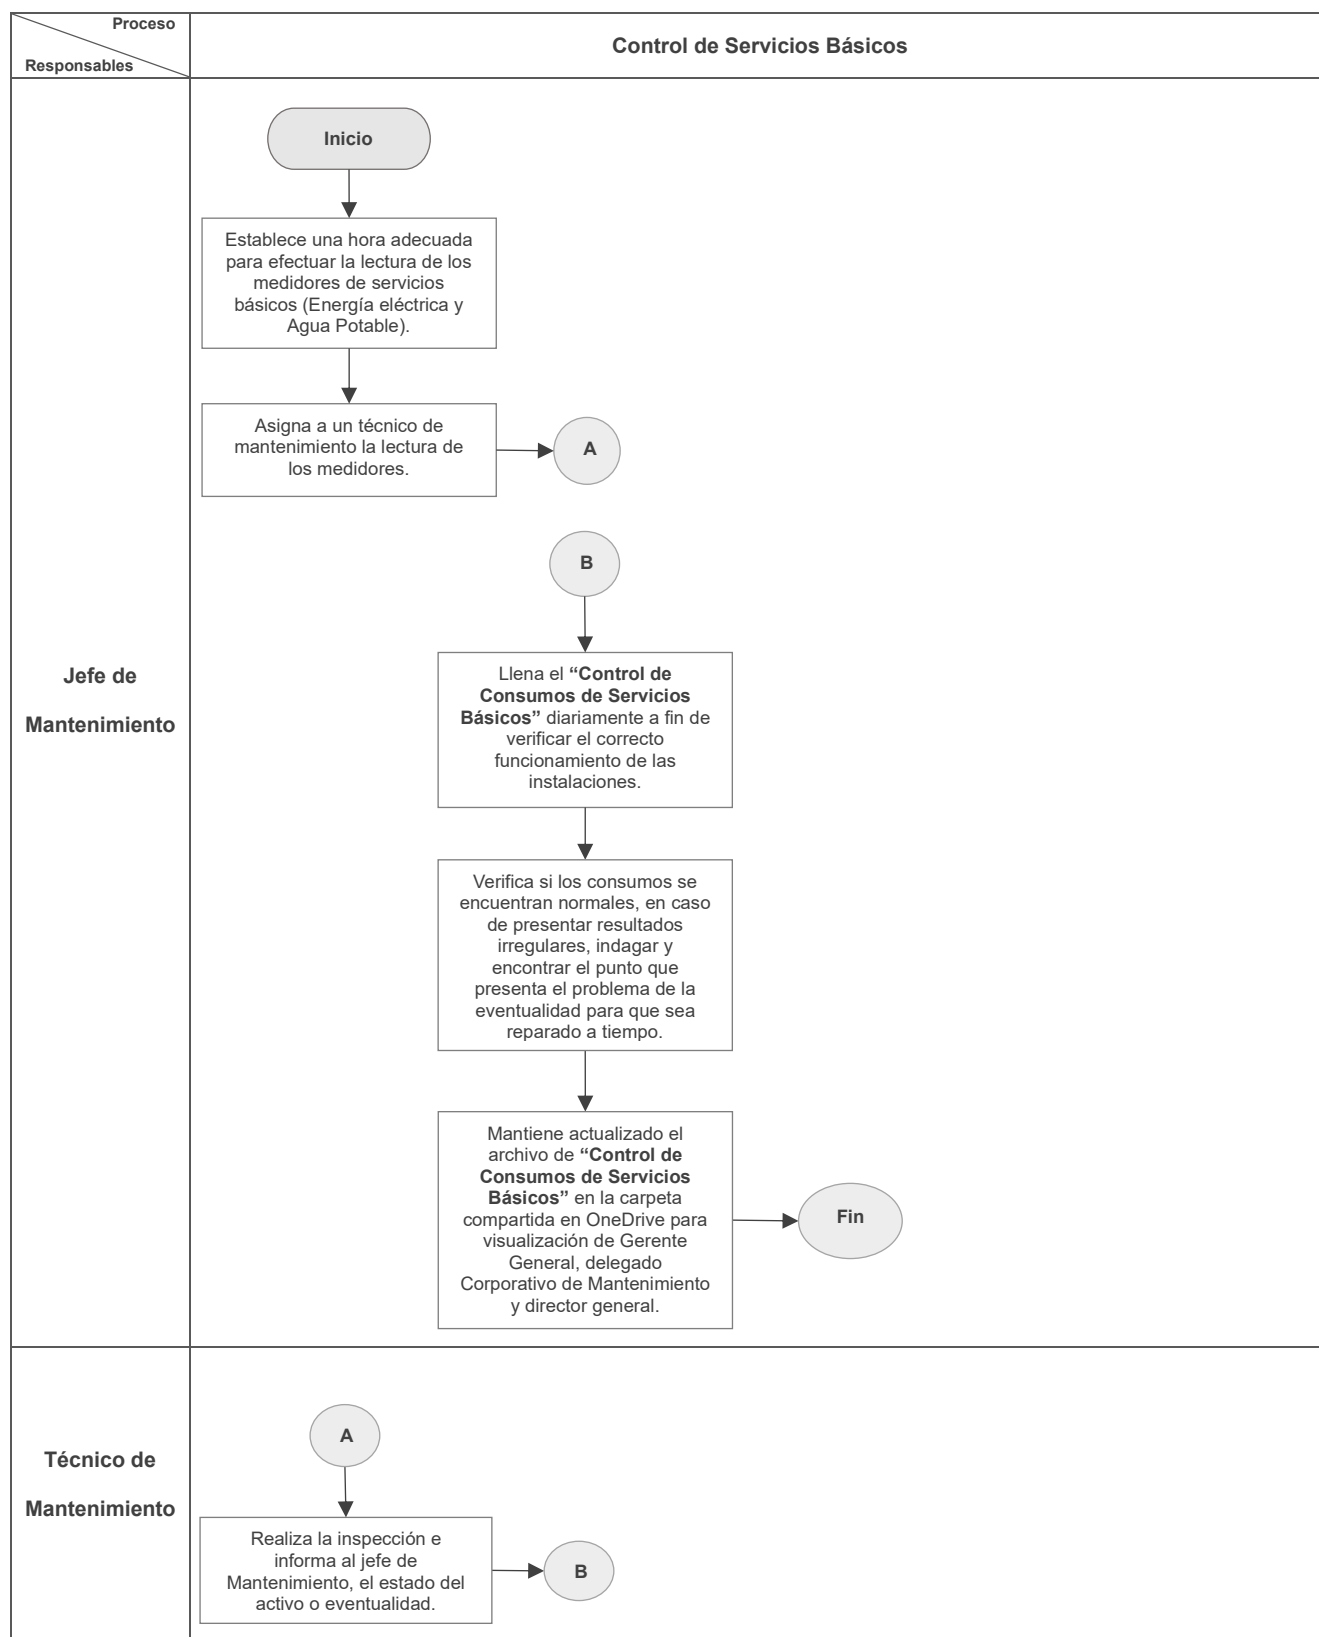 Proceso
Responsables
Control de Servicios Básicos
Jefe de
Mantenimiento
Inicio
Establece una hora adecuada
para efectuar la lectura de los
medidores de servicios
básicos (Energía eléctrica y
Agua Potable).
Asigna a un técnico de
mantenimiento la lectura de
los medidores.
A
B
Llena el “Control de
Consumos de Servicios
Básicos” diariamente a fin de
verificar el correcto
funcionamiento de las
instalaciones.
Verifica si los consumos se
encuentran normales, en caso
de presentar resultados
irregulares, indagar y
encontrar el punto que
presenta el problema de la
eventualidad para que sea
reparado a tiempo.
Mantiene actualizado el
archivo de “Control de
Consumos de Servicios
Básicos” en la carpeta
compartida en OneDrive para
visualización de Gerente
General, delegado
Corporativo de Mantenimiento
y director general.
Fin
Técnico de
Mantenimiento
A
Realiza la inspección e
informa al jefe de
Mantenimiento, el estado del
activo o eventualidad.
B